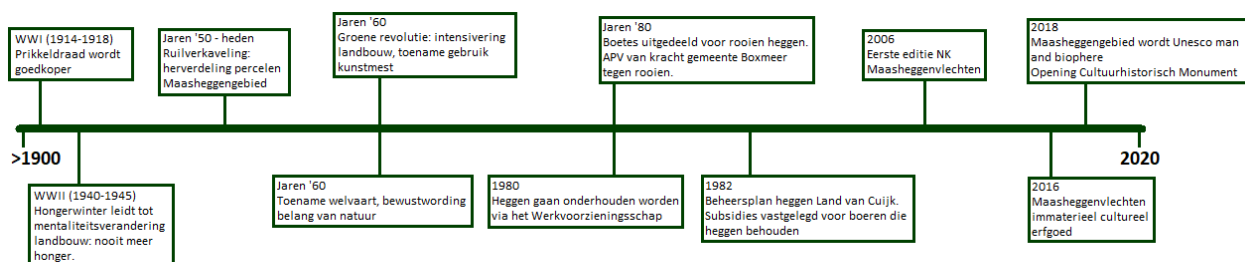 WWI (1914-1918)
Prikkeldraad wordt
goedkoper
Jaren '50 - heden
Ruilverkaveling:
herverdeling percelen
Maasheggengebied
Jaren '60
Groene revolutie: intensivering
landbouw, toename gebruik
kunstmest
Jaren '80
Boetes uitgedeeld voor rooien heggen.
APV van kracht gemeente Boxmeer
tegen rooien.
2006
Eerste editie NK
Maasheggenvlechten
2018
Maasheggengebied wordt Unesco man
and biophere
Opening Cultuurhistorisch Monument
>1900
2020
WWII (1940-1945)
Hongerwinter leidt tot
mentaliteitsverandering
landbouw: nooit meer
honger.
Jaren '60
Toename welvaart, bewustwording
belang van natuur
1980
Heggen gaan onderhouden worden
via het Werkvoorzieningsschap
1982
Beheersplan heggen Land van Cuijk.
Subsidies vastgelegd voor boeren die
heggen behouden
2016
Maasheggenvlechten
immaterieel cultureel
erfgoed